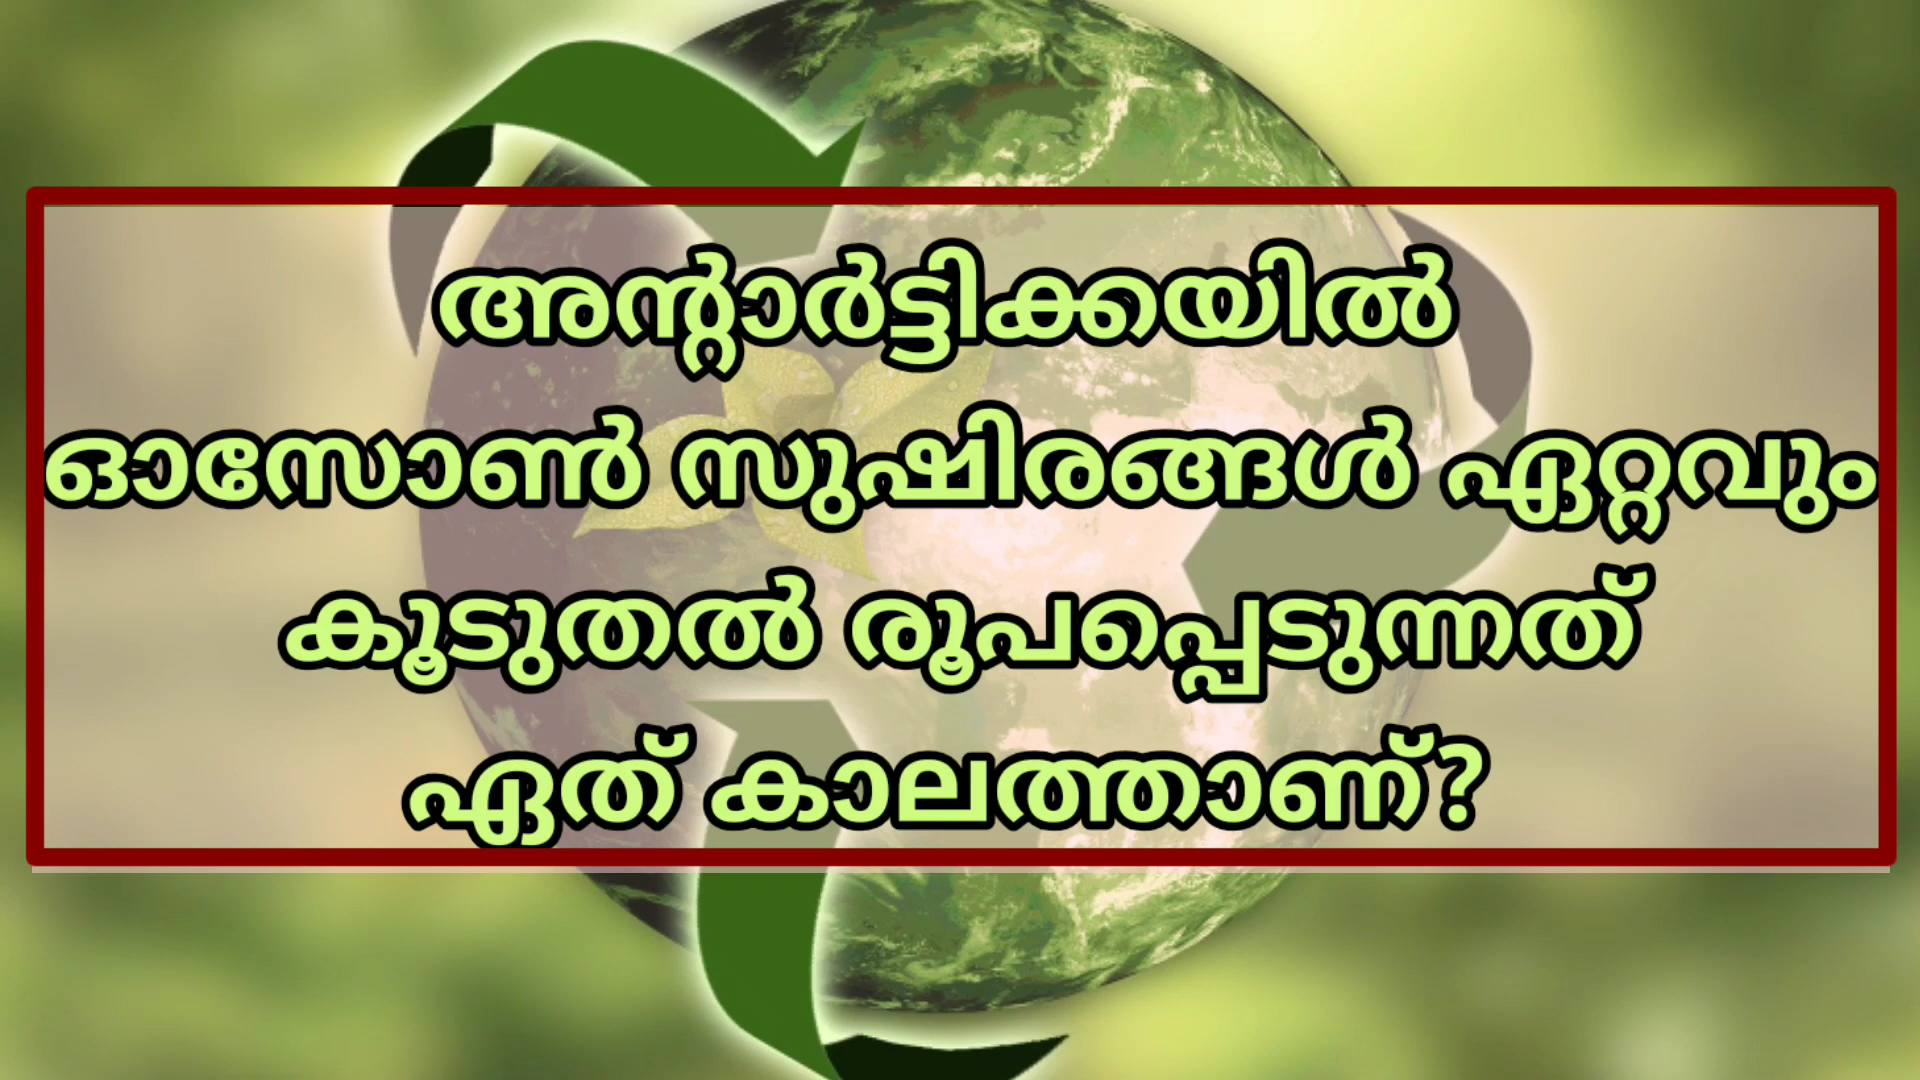 അന്റാർട്ടിക്കയിൽ
ഓസോൺ സുഷിരങ്ങൾ ഏറ്റവും
കൂടുതൽ രൂപപ്പെടുന്നത്
ഏത് കാലത്താണ്?